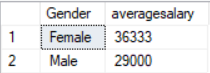 Gender averagesalary
1 Female 36333
2 Male 29000